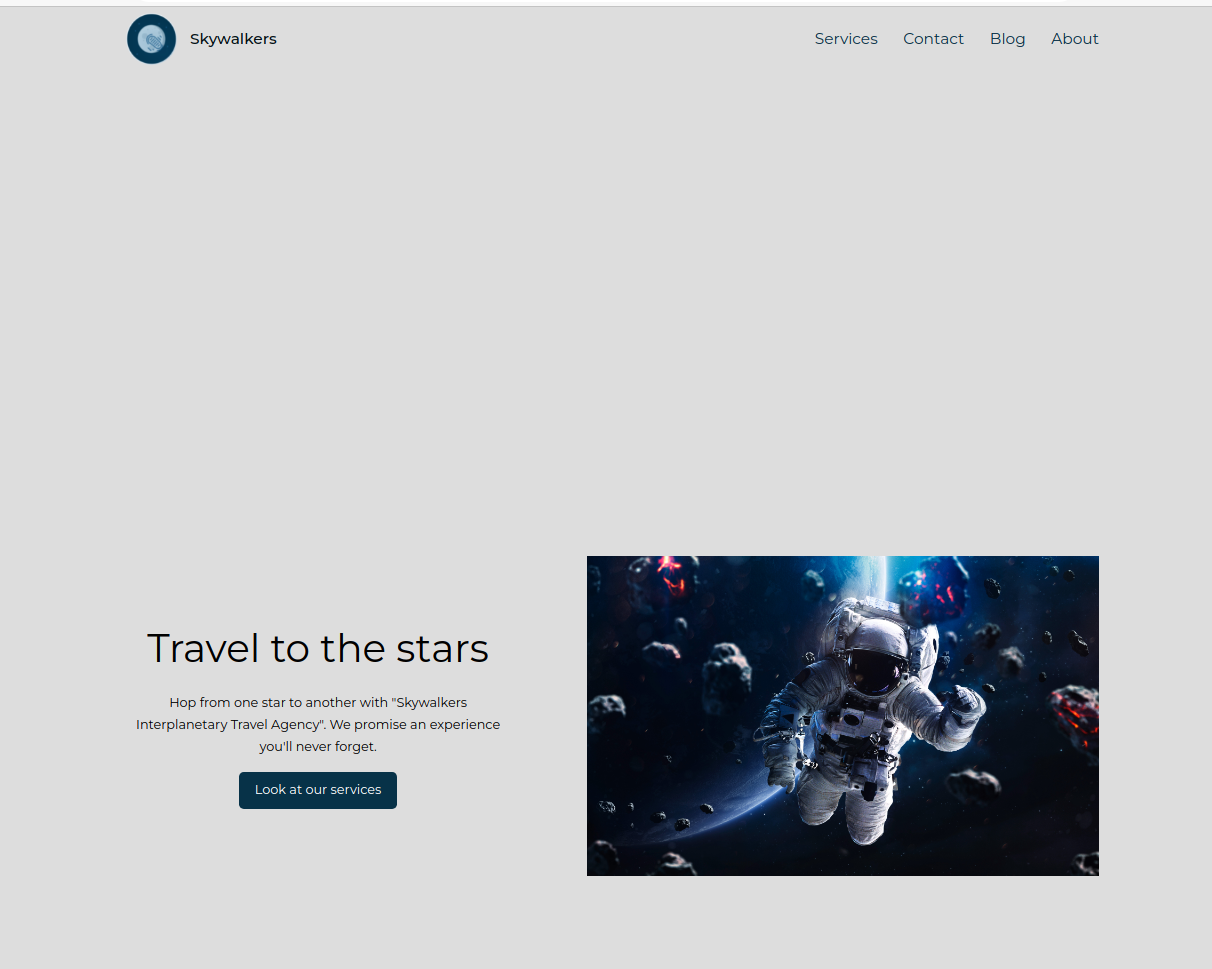 Skywalkers
Services
Contact
Blog
About
Travel to the stars
Hop from one star to another with "Skywalkers
Interplanetary Travel Agency". We promise an experience
you'll never forget.
Look at our services